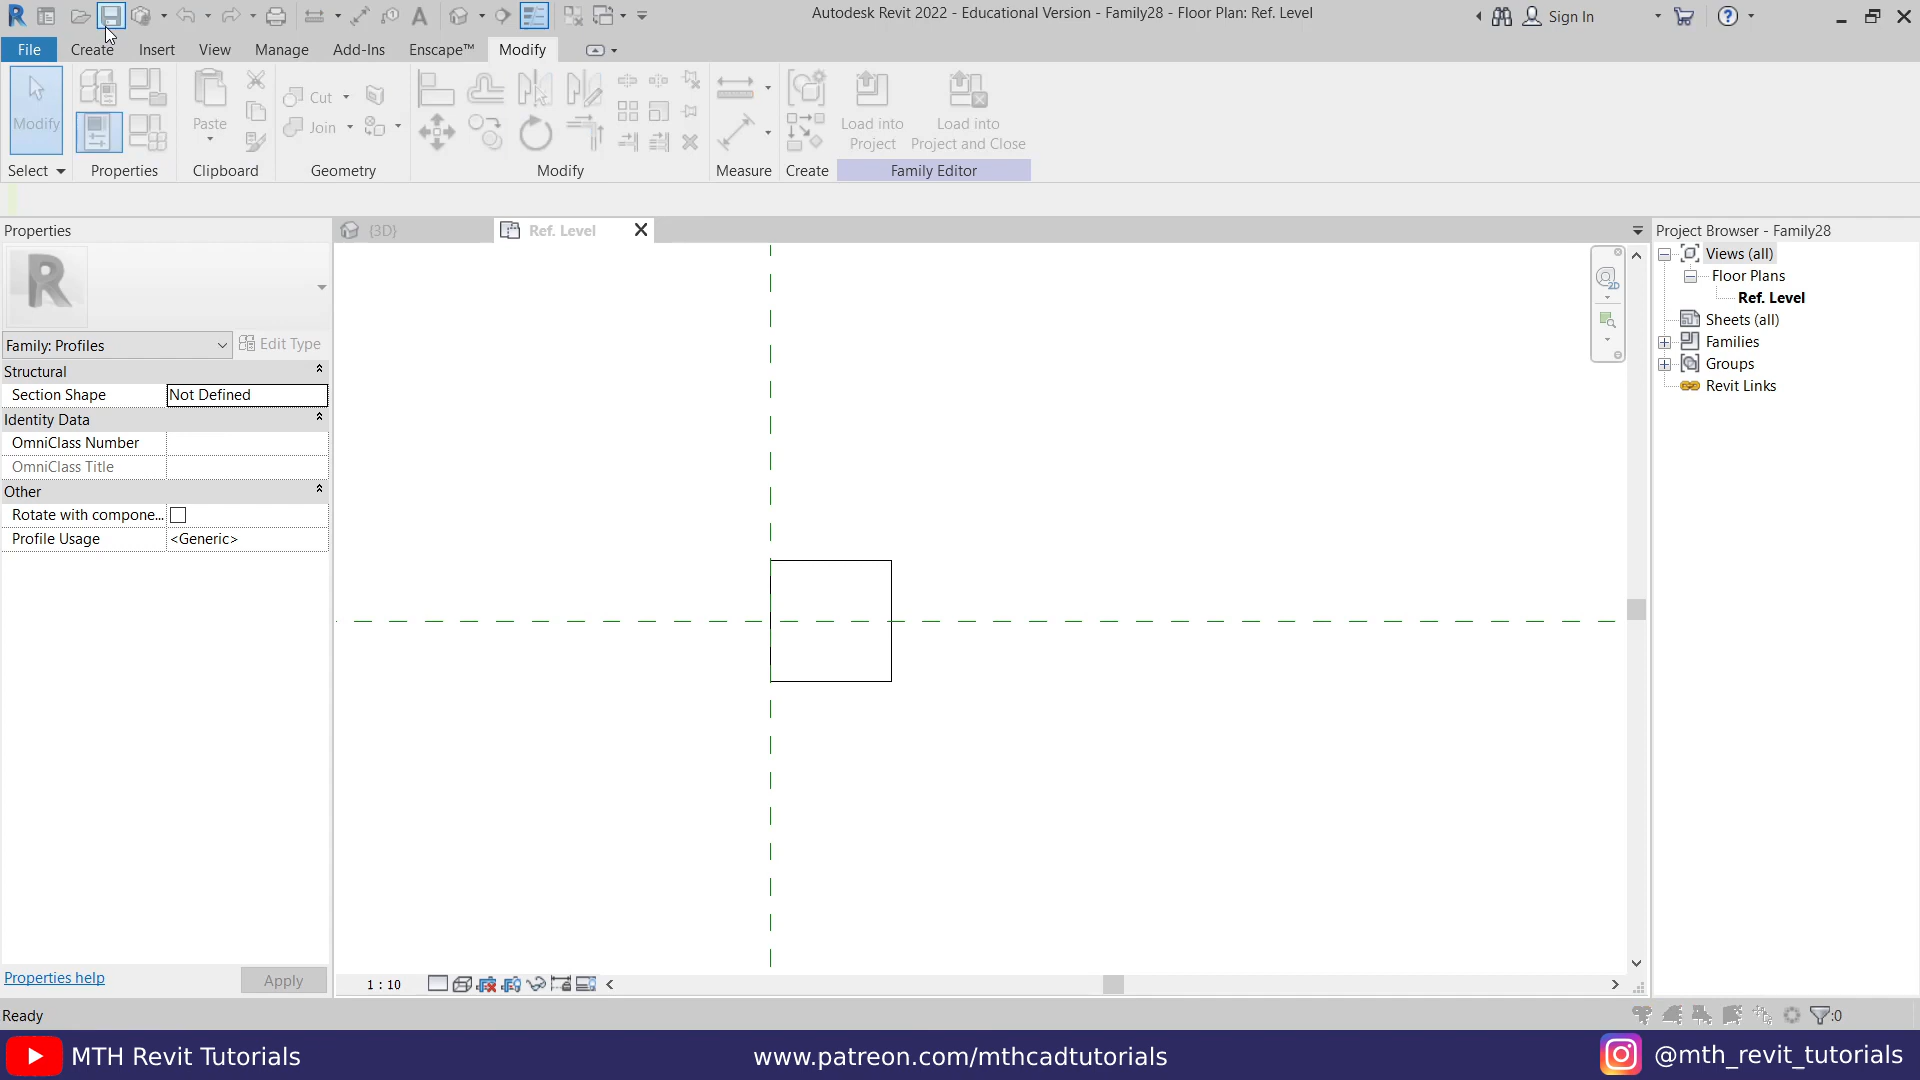 Autodesk Revit 2022 - Educational Version - Family28 - Floor Plan: Ref. Level
Sign In
File
Create
Insert
View
Manage
Add-Ins
Enscape™
Modify
Modify
Paste
Cut
Join
Load into
Project
Load into
Project and Close
Select
Properties
Clipboard
Geometry
Modify
Measure
Create
Family Editor
Properties
{3D}
Ref. Level
Project Browser - Family28
R
Family: Profiles
Edit Type
Structural
Section Shape
Not Defined
Identity Data
OmniClass Number
OmniClass Title
Other
Rotate with compone...
Profile Usage
<Generic>
Views (all)
Floor Plans
Ref. Level
Sheets (all)
Families
Groups
Revit Links
2D
Properties help
Apply
1 : 10
Ready
:0
MTH Revit Tutorials
www.patreon.com/mthcadtutorials
@mth_revit_tutorials